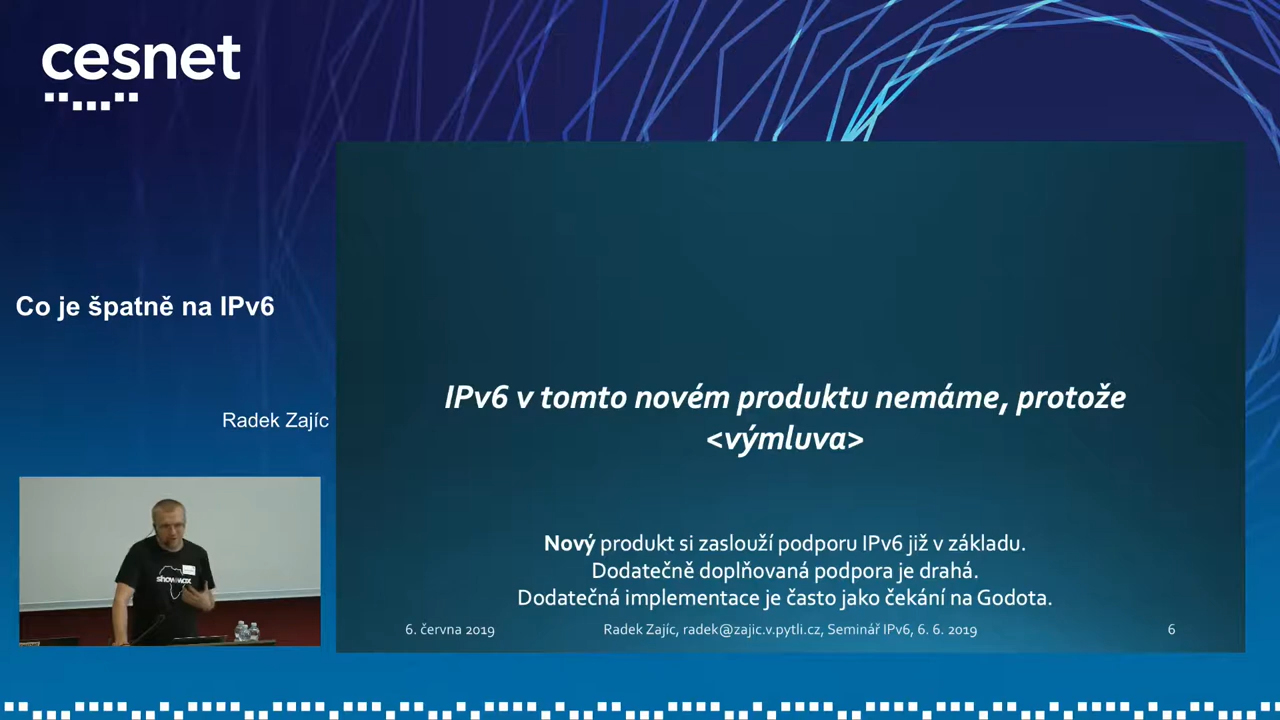 cesnet
Co je špatně na IPv6
Radek Zajíc
IPv6 v tomto novém produktu nemáme, protože
<výmluva>
Nový produkt si zaslouží podporu IPv6 již v základu.
Dodatečně doplňovaná podpora je drahá.
Dodatečná implementace je často jako čekání na Godota.
6. června 2019
Radek Zajíc, radek@zajic.v.pytli.cz, Seminář IPv6, 6. 6. 2019
6
showmax